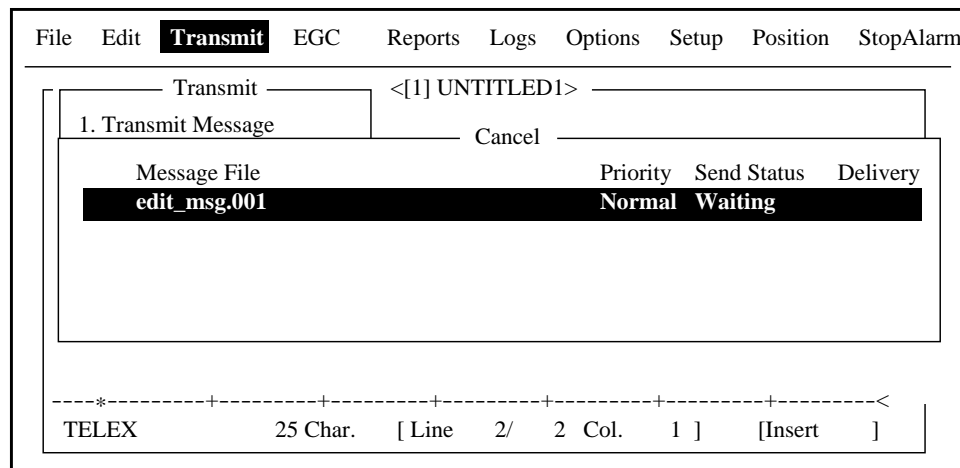 File Edit Transmit EGC Reports Logs Options Setup Position StopAlarm
Transmit <[1] UNTITLED1>
1. Transmit Message
Cancel
Message File Priority Send Status Delivery
edit_msg.001 Normal Waiting
----*---------+---------+---------+---------+---------+---------+---------<
TELEX 25 Char. [ Line 2/ 2 Col. 1 ] [Insert ]